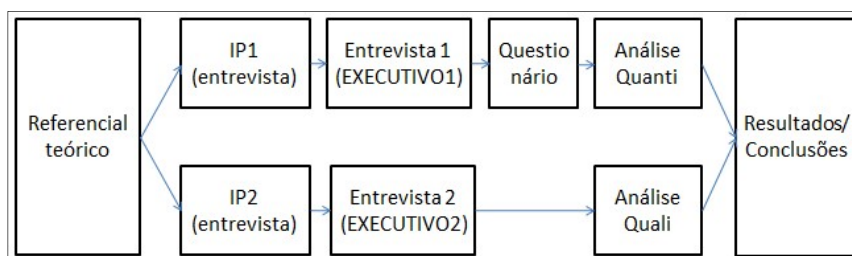 Referencial
teórico
IP1
(entrevista)
Entrevista 1
(EXECUTIVO1)
Questio
nário
Análise
Quanti
IP2
(entrevista)
Entrevista 2
(EXECUTIVO2)
Análise
Quali
Resultados/
Conclusões